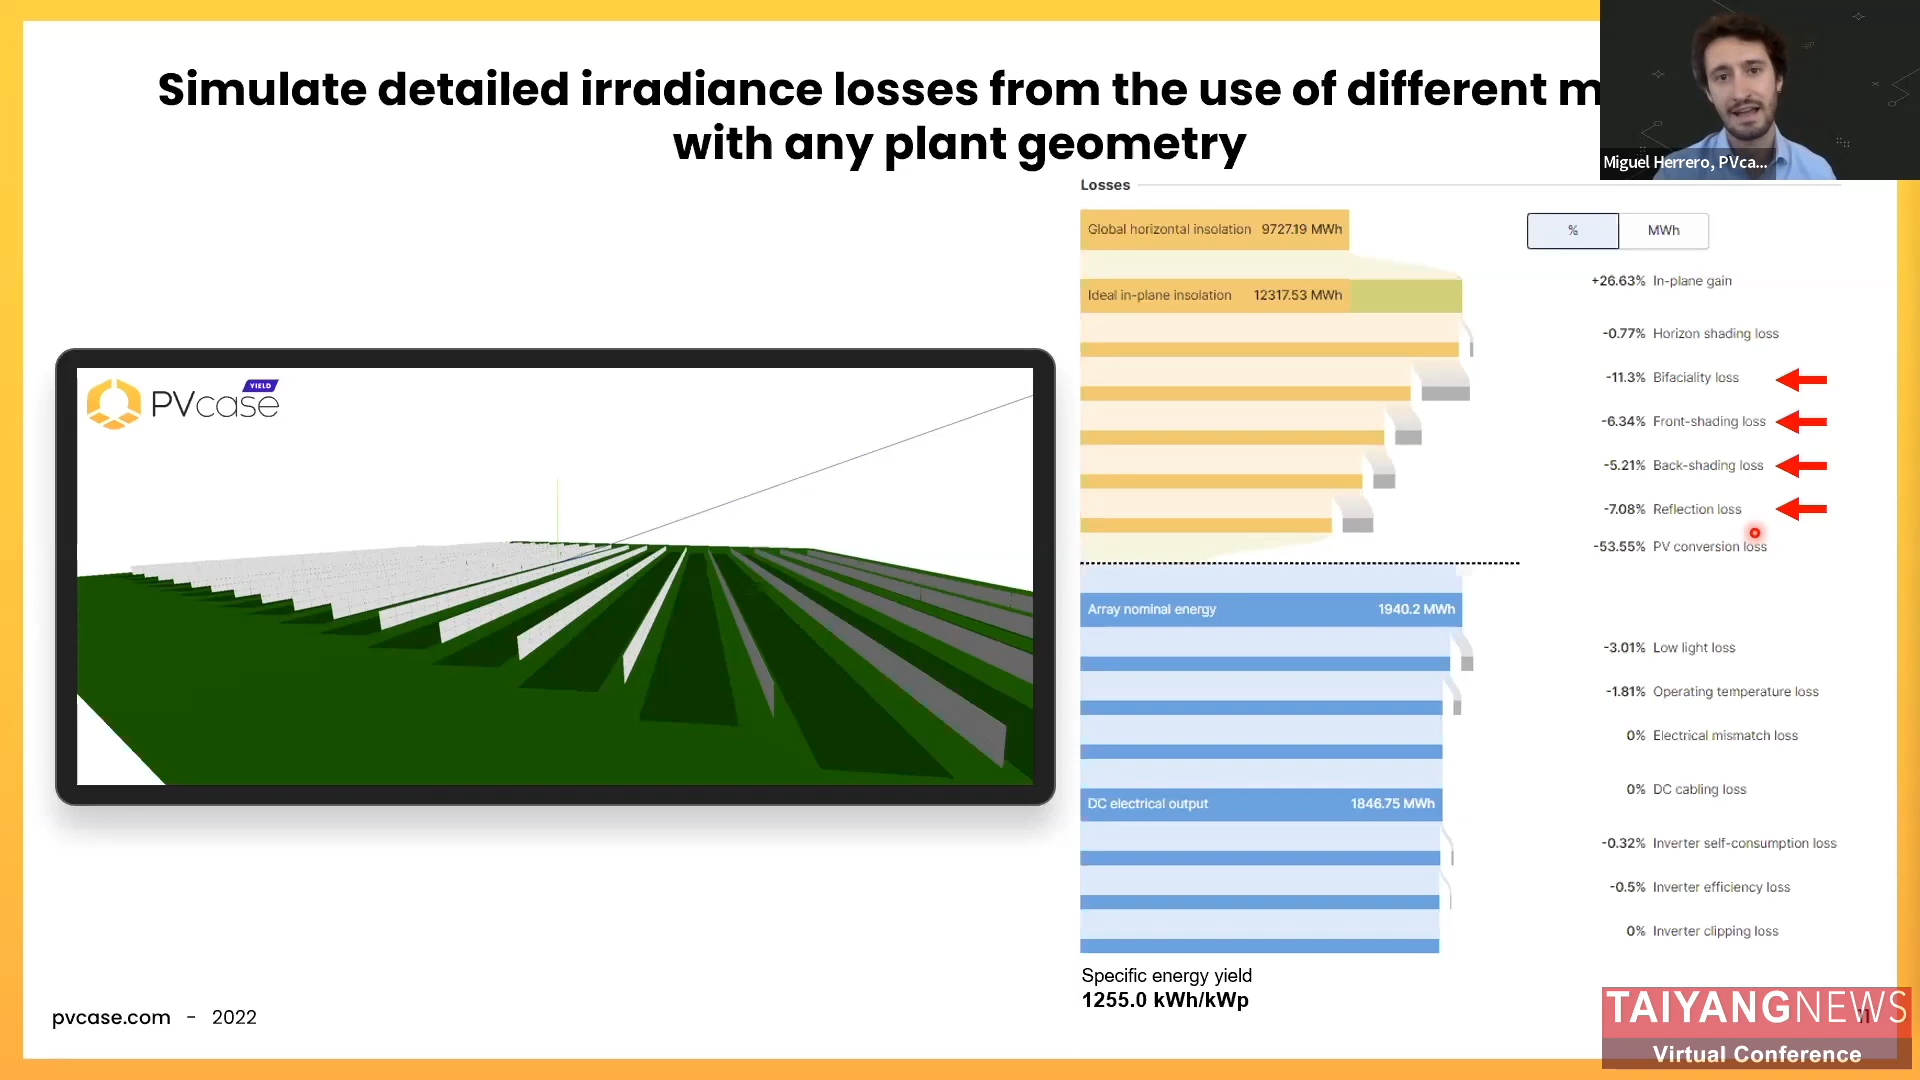 Simulate detailed irradiance losses from the use of different
with any plant geometry
Miguel Herrero, PVca...
Losses
Global horizontal insolation 9727.19 MWh
% MWh
+26.63% In-plane gain
Ideal in-plane insolation 12317.53 MWh
-0.77% Horizon shading loss
-11.3% Bifaciality loss
-6.34% Front-shading loss
-5.21% Back-shading loss
-7.08% Reflection loss
-53.55% PV conversion loss
YIELD
PVcase
Array nominal energy 1940.2 MWh
-3.01% Low light loss
-1.81% Operating temperature loss
0% Electrical mismatch loss
0% DC cabling loss
DC electrical output 1846.75 MWh
-0.32% Inverter self-consumption loss
-0.5% Inverter efficiency loss
0% Inverter clipping loss
Specific energy yield
1255.0 kWh/kWp
pvcase.com - 2022
TAIYANGNEWS
Virtual Conference